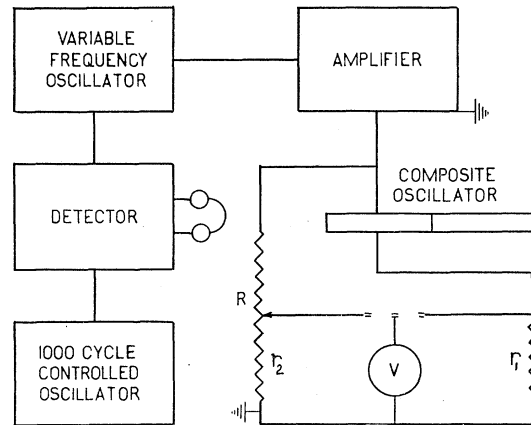 VARIABLE
FREQUENCY
OSCILLATOR
AMPLIFIER
DETECTOR
COMPOSITE
OSCILLATOR
R
r₂
V
r₁
1000 CYCLE
CONTROLLED
OSCILLATOR